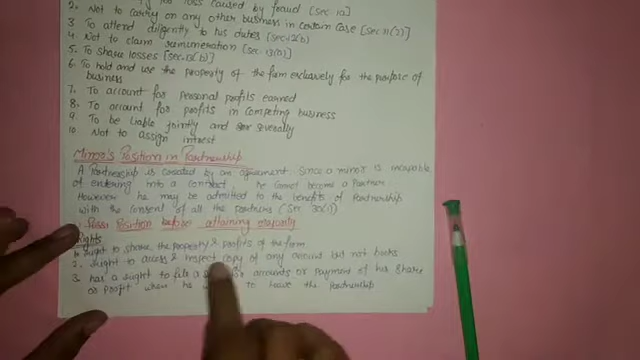 loss caused by fraud [sec. 10]
2. Not to carry on any other business in certain case [sec 11(2)]
3. To attend diligently to his duties [sec. 12(b)
4. Not to claim remuneration [sec. 13(a)]
5. To share losses [sec. 13(b)]
6. To hold and use the property of the firm exclusively for the purpose of
business
7. To account for personal profits earned
8. To account for profits in competing business
9. To be liable jointly and severally
10. Not to assign intrest
Minor's Position in Partnership
A Partnership is created by an agreement. Since a minor is incapable
of entering into a contract, he cannot become a Partner
However he may be admitted to the benefits of Partnership
with the consent of all the partners (sec 30(1))
Position before attaining majority
Rights
1. Right to share the property & profits of the firm
2. Right to access & inspect copy of any account but not books
3. has a right to file a for accounts or payment of his share
or profit when he to leave the Partnership